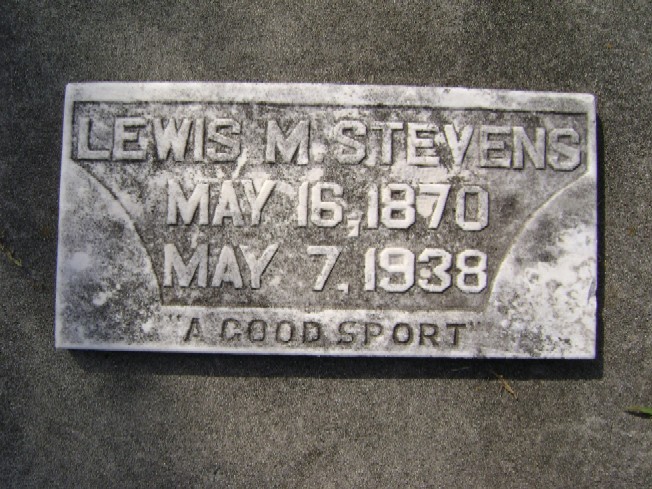 LEWIS M. STEVENS
MAY 16, 1870
MAY 7, 1938
"A GOOD SPORT"